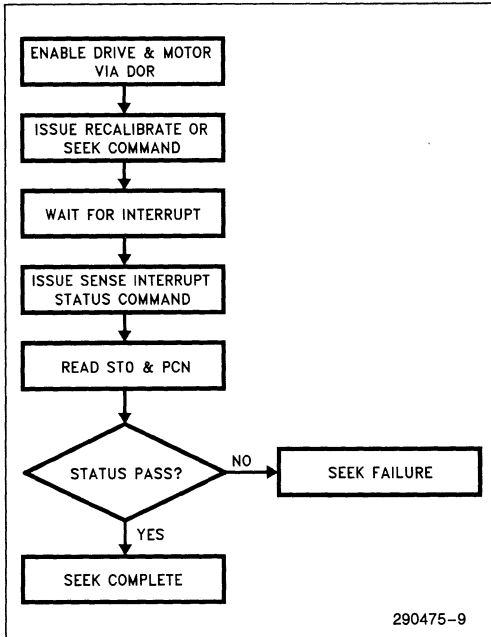 ENABLE DRIVE & MOTOR
VIA DOR
ISSUE RECALIBRATE OR
SEEK COMMAND
WAIT FOR INTERRUPT
ISSUE SENSE INTERRUPT
STATUS COMMAND
READ ST0 & PCN
STATUS PASS?
NO
SEEK FAILURE
YES
SEEK COMPLETE
290475-9